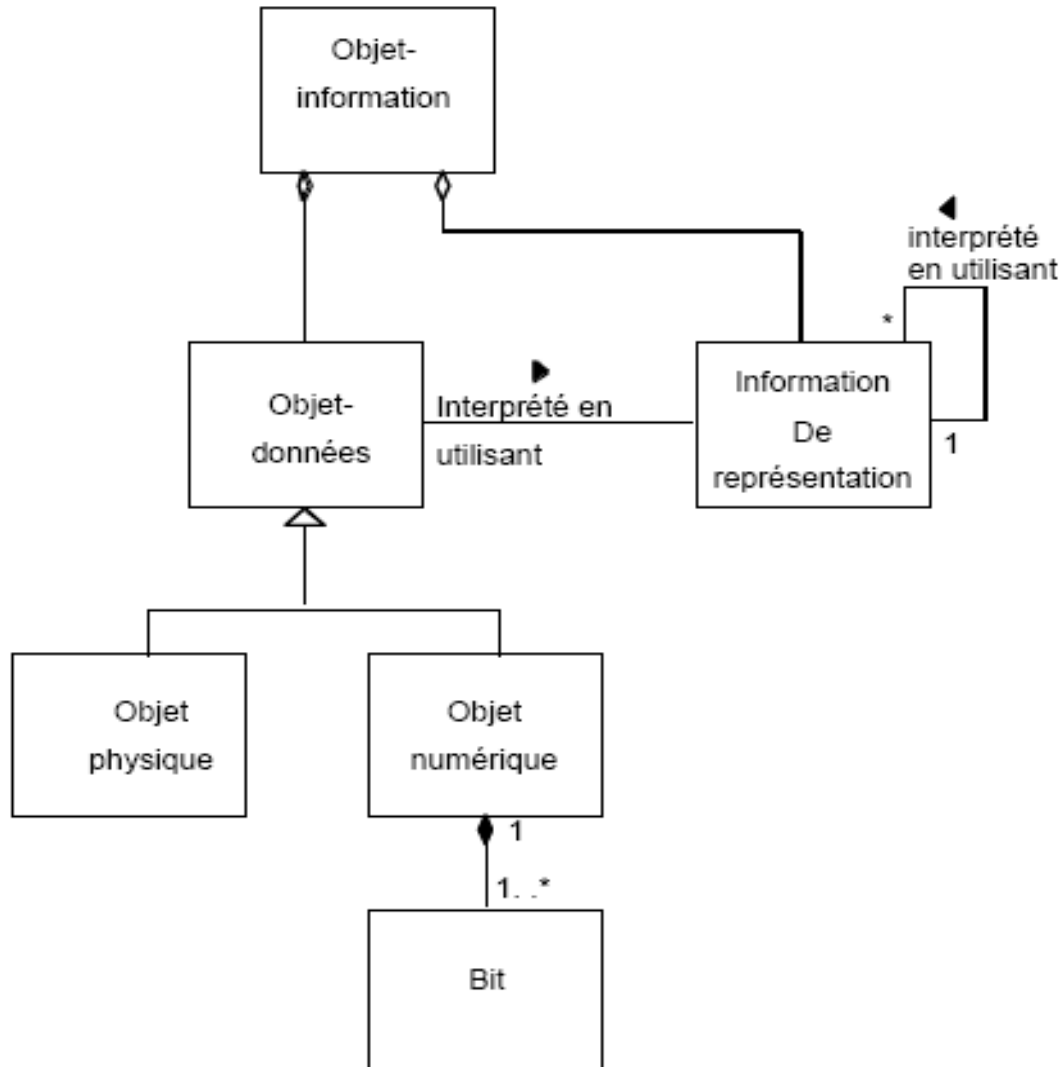 Objet-
information
interprété
en utilisant
*
Objet-
données
Interprété en
utilisant
Information
De
représentation
1
Objet
physique
Objet
numérique
1
1. .*
Bit